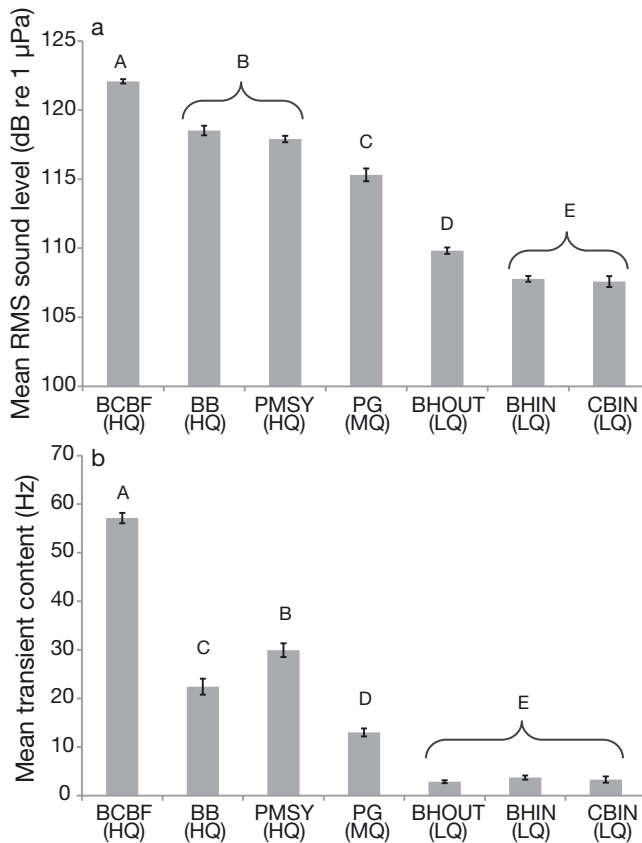 a
Mean RMS sound level (dB re 1 µPa)
125
120
115
110
105
100
A
B
C
D
E
BCBF BB PMSY PG BHOUT BHIN CBIN
(HQ) (HQ) (HQ) (MQ) (LQ) (LQ) (LQ)
b
Mean transient content (Hz)
70
60
50
40
30
20
10
0
A
C
B
D
E
BCBF BB PMSY PG BHOUT BHIN CBIN
(HQ) (HQ) (HQ) (MQ) (LQ) (LQ) (LQ)